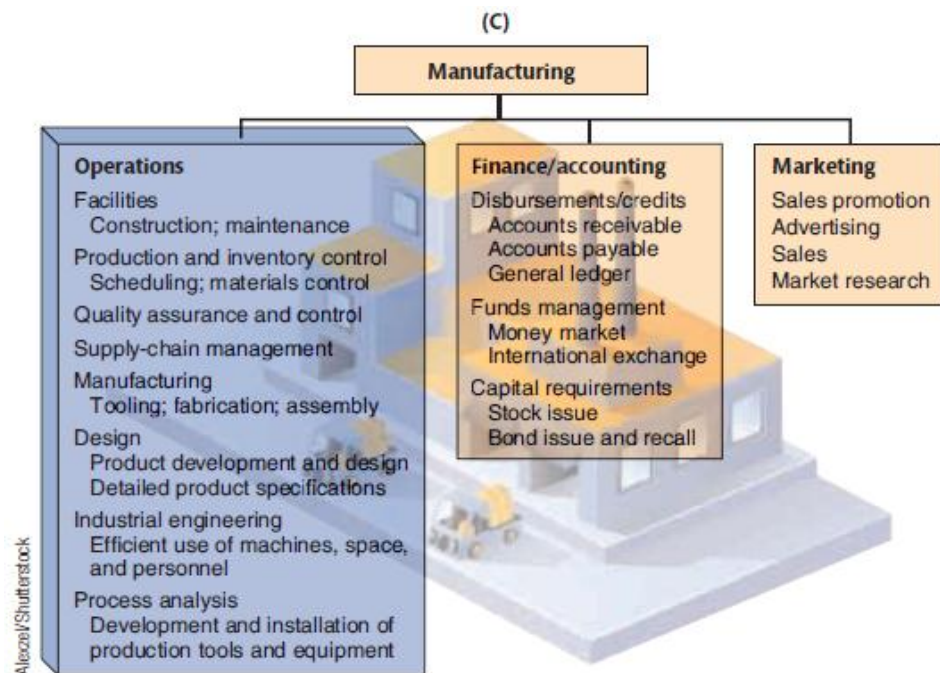 (C)
Manufacturing
Operations
Facilities
Construction; maintenance
Production and inventory control
Scheduling; materials control
Quality assurance and control
Supply-chain management
Manufacturing
Tooling; fabrication; assembly
Design
Product development and design
Detailed product specifications
Industrial engineering
Efficient use of machines, space,
and personnel
Process analysis
Development and installation of
production tools and equipment
Finance/accounting
Disbursements/credits
Accounts receivable
Accounts payable
General ledger
Funds management
Money market
International exchange
Capital requirements
Stock issue
Bond issue and recall
Marketing
Sales promotion
Advertising
Sales
Market research
Alexzel/Shutterstock